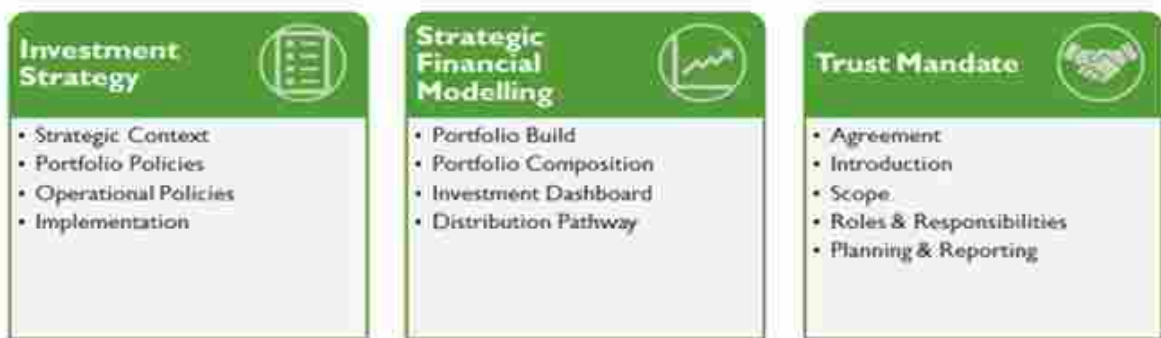 Investment
Strategy
• Strategic Context
• Portfolio Policies
• Operational Policies
• Implementation
Strategic
Financial
Modelling
• Portfolio Build
• Portfolio Composition
• Investment Dashboard
• Distribution Pathway
Trust Mandate
• Agreement
• Introduction
• Scope
• Roles & Responsibilities
• Planning & Reporting